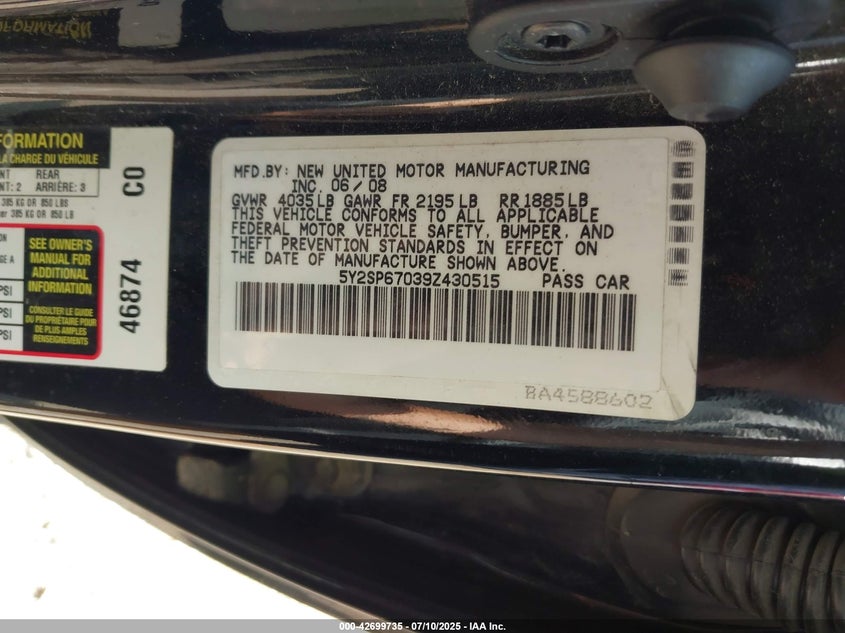 FORMATION
LA CHARGE DU VÉHICULE
REAR
NT: 2 ARRIÈRE: 3
385 KG OR 850 LBS
er 385 KG OR 850 LB
SEE OWNER'S
MANUAL FOR
ADDITIONAL
INFORMATION
CONSULTER LE GUIDE
DU PROPRIÉTAIRE POUR
DE PLUS AMPLES
RENSEIGNEMENTS
PSI
PSI
PSI
46874 C0
MFD.BY: NEW UNITED MOTOR MANUFACTURING
INC. 06/08
GVWR 4035LB GAWR FR 2195LB RR 1885LB
THIS VEHICLE CONFORMS TO ALL APPLICABLE
FEDERAL MOTOR VEHICLE SAFETY, BUMPER, AND
THEFT PREVENTION STANDARDS IN EFFECT ON
THE DATE OF MANUFACTURE SHOWN ABOVE.
5Y2SP67039Z430515 PASS CAR
BA4588602
000-42699735 - 07/10/2025 - IAA Inc.